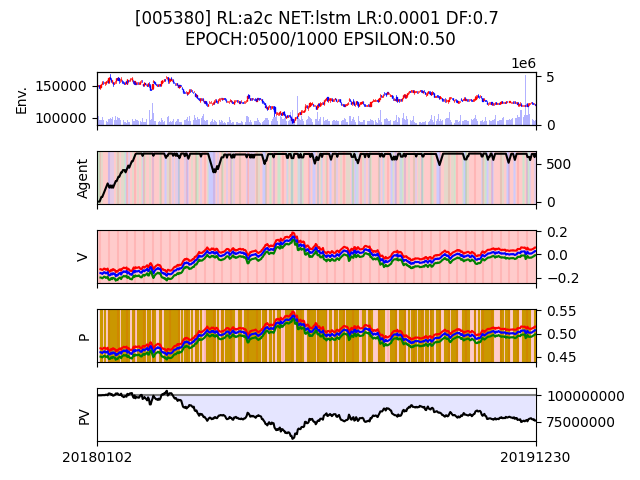 [005380] RL:a2c NET:lstm LR:0.0001 DF:0.7
EPOCH:0500/1000 EPSILON:0.50
1e6
Env.
150000
100000
5
0
Agent
500
0
V
0.2
0.0
−0.2
P
0.55
0.50
0.45
PV
100000000
75000000
20180102
20191230